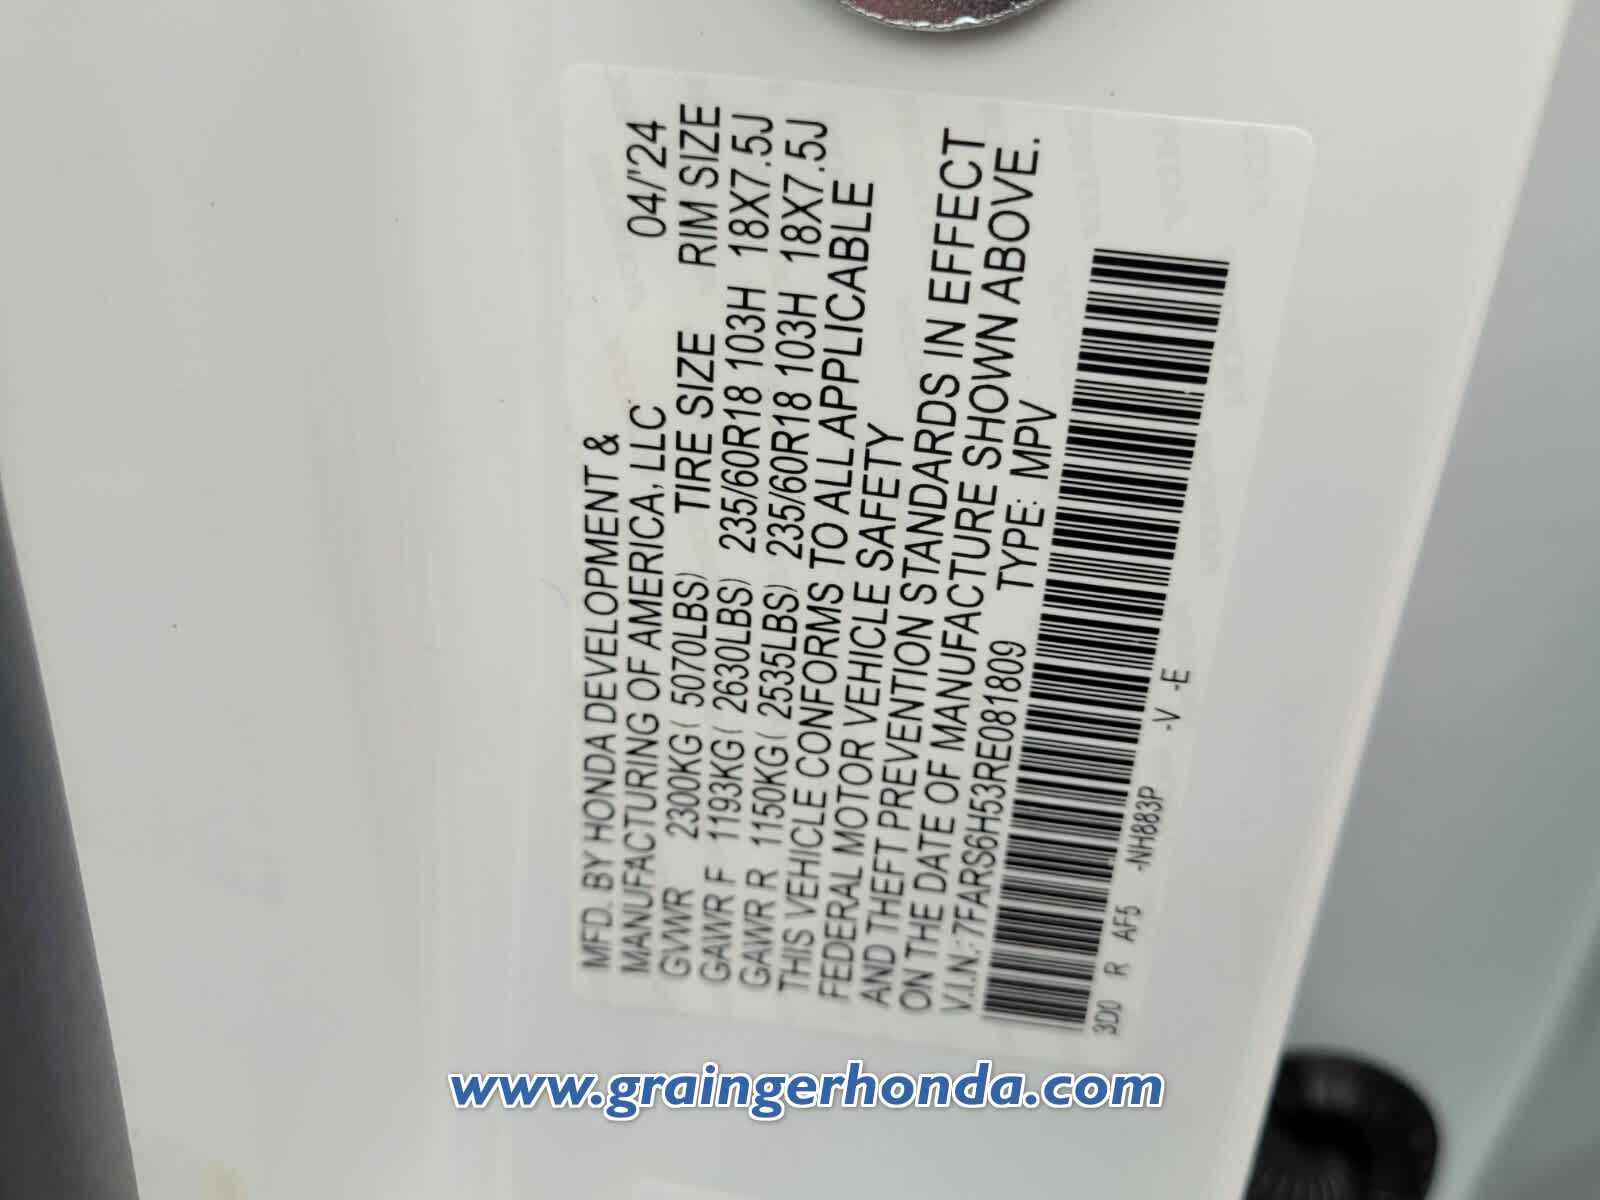 MFD. BY HONDA DEVELOPMENT &
MANUFACTURING OF AMERICA, LLC 04/'24
GVWR 2300KG( 5070LBS) TIRE SIZE RIM SIZE
GAWR F 1193KG( 2630LBS) 235/60R18 103H 18X7.5J
GAWR R 1150KG( 2535LBS) 235/60R18 103H 18X7.5J
THIS VEHICLE CONFORMS TO ALL APPLICABLE
FEDERAL MOTOR VEHICLE SAFETY
AND THEFT PREVENTION STANDARDS IN EFFECT
ON THE DATE OF MANUFACTURE SHOWN ABOVE.
V.I.N.: 7FARS6H53RE081809 TYPE: MPV
3D0 R AF5 -NH883P -V -E
www.graingerhonda.com